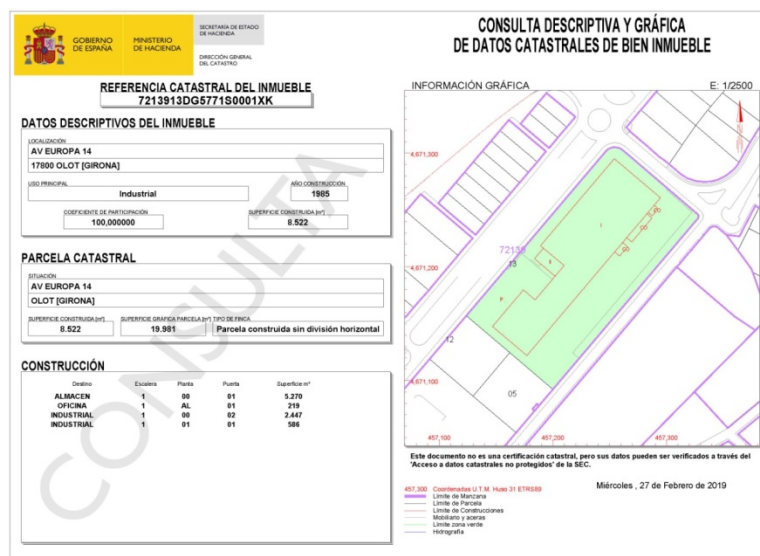 GOBIERNO
DE ESPAÑA
MINISTERIO
DE HACIENDA
SECRETARÍA DE ESTADO
DE HACIENDA
DIRECCIÓN GENERAL
DEL CATASTRO
CONSULTA DESCRIPTIVA Y GRÁFICA
DE DATOS CATASTRALES DE BIEN INMUEBLE
REFERENCIA CATASTRAL DEL INMUEBLE
7213913DG5771S0001XK
DATOS DESCRIPTIVOS DEL INMUEBLE
LOCALIZACIÓN
AV EUROPA 14
17800 OLOT [GIRONA]
USO PRINCIPAL
Industrial
AÑO CONSTRUCCIÓN
1985
COEFICIENTE DE PARTICIPACIÓN
100,000000
SUPERFICIE CONSTRUIDA [m²]
8.522
PARCELA CATASTRAL
SITUACIÓN
AV EUROPA 14
OLOT [GIRONA]
SUPERFICIE CONSTRUIDA [m²]
8.522
SUPERFICIE GRÁFICA PARCELA [m²]
19.981
TIPO DE FINCA
Parcela construida sin división horizontal
CONSTRUCCIÓN
Destino Escalera Planta Puerta Superficie m²
ALMACEN 1 00 01 5.270
OFICINA 1 AL 01 219
INDUSTRIAL 1 00 02 2.447
INDUSTRIAL 1 01 01 586
CONSULTA
INFORMACIÓN GRÁFICA E: 1/2500
4,671,300
4,671,200
4,671,100
72139
13
12
05
457,100 457,200 457,300
Este documento no es una certificación catastral, pero sus datos pueden ser verificados a través del
'Acceso a datos catastrales no protegidos' de la SEC.
457,300 Coordenadas U.T.M. Huso 31 ETRS89
Límite de Manzana
Límite de Parcela
Límite de Construcciones
Mobiliario y aceras
Límite zona verde
Hidrografía
Miércoles , 27 de Febrero de 2019